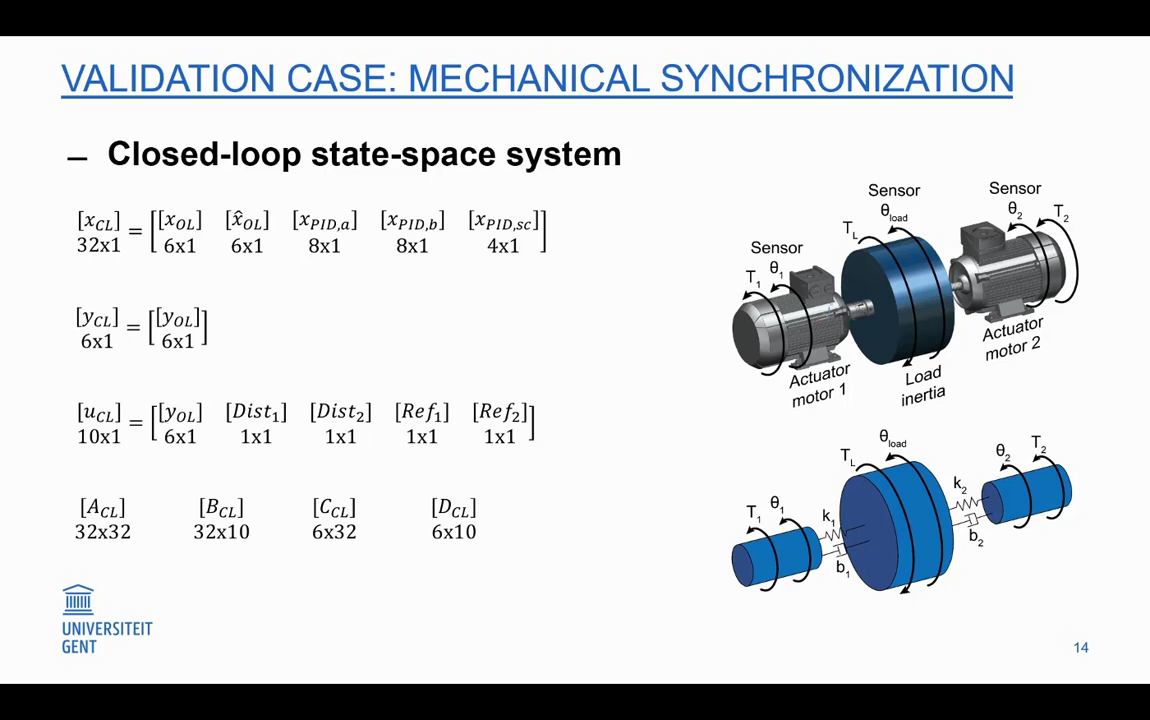 VALIDATION CASE: MECHANICAL SYNCHRONIZATION
– Closed-loop state-space system
[x_CL] = [[x_OL] [x̂_OL] [x_PID,a] [x_PID,b] [x_PID,sc]]
32x1 6x1 6x1 8x1 8x1 4x1
[y_CL] = [[y_OL]]
6x1 6x1
[u_CL] = [[y_OL] [Dist_1] [Dist_2] [Ref_1] [Ref_2]]
10x1 6x1 1x1 1x1 1x1 1x1
[A_CL] [B_CL] [C_CL] [D_CL]
32x32 32x10 6x32 6x10
Sensor
θ_1
T_1
Actuator
motor 1
Sensor
θ_load
T_L
Load
inertia
Sensor
θ_2
T_2
Actuator
motor 2
T_1
θ_1
k_1
b_1
T_L
θ_load
k_2
b_2
θ_2
T_2
UNIVERSITEIT
GENT
14